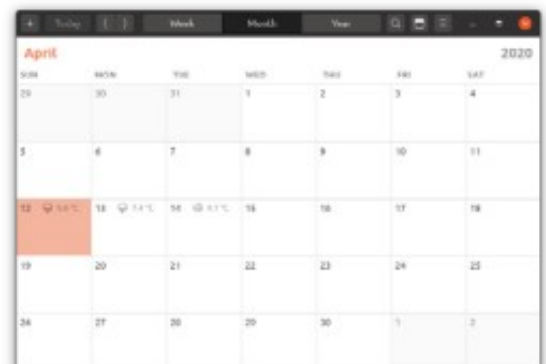 Today Week Month Year
April 2020
SUN MON TUE WED THU FRI SAT
29 30 31 1 2 3 4
5 6 7 8 9 10 11
12 13 14 15 16 17 18
19 20 21 22 23 24 25
26 27 28 29 30 1 2